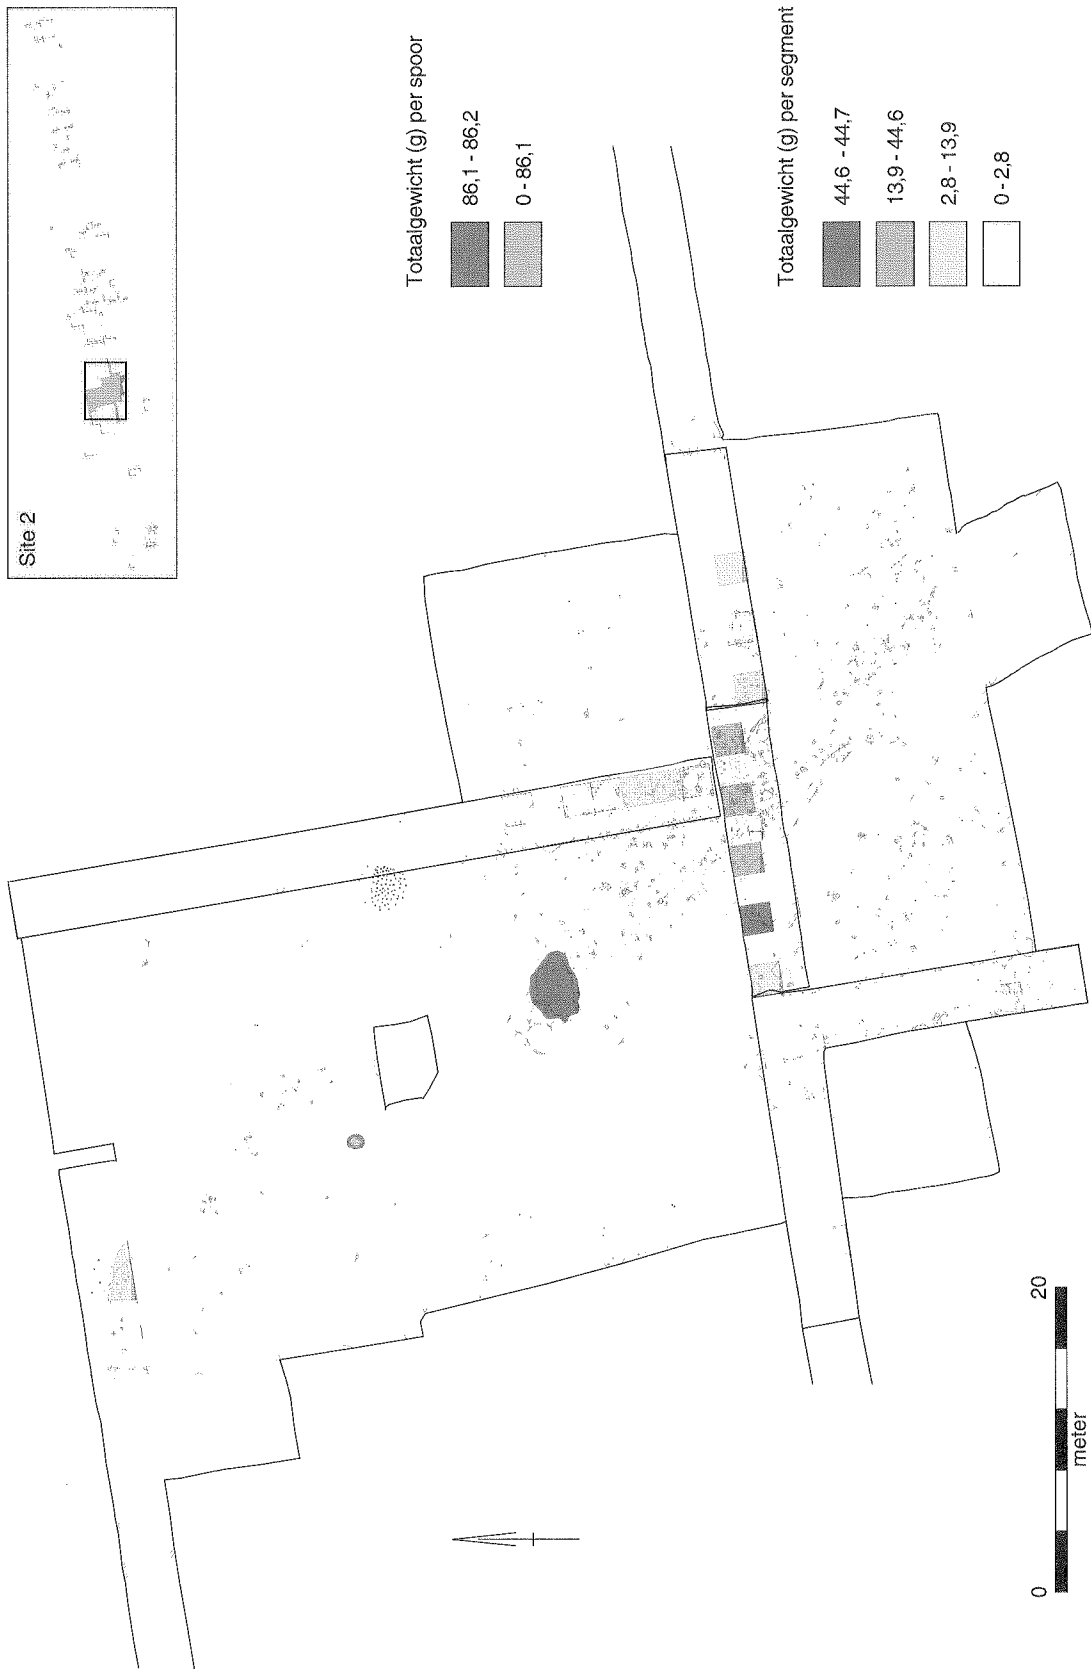 Site 2
Totaalgewicht (g) per spoor
86,1 - 86,2
0 - 86,1
Totaalgewicht (g) per segment
44,6 - 44,7
13,9 - 44,6
2,8 - 13,9
0 - 2,8
0
20
meter